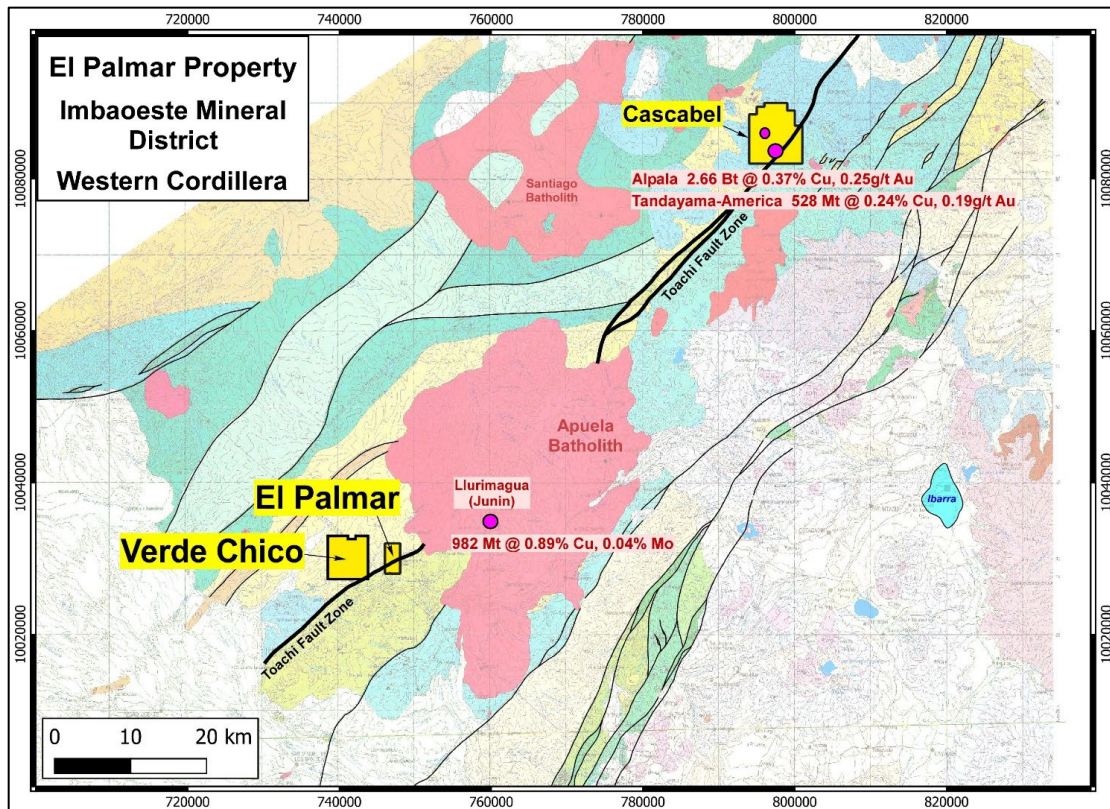 720000
740000
760000
780000
800000
820000
El Palmar Property
Imbaoeste Mineral
District
Western Cordillera
Cascabel
10080000
10080000
Santiago
Batholith
Alpala 2.66 Bt @ 0.37% Cu, 0.25g/t Au
Tandayama-America 528 Mt @ 0.24% Cu, 0.19g/t Au
Toachi Fault Zone
10060000
10060000
Apuela
Batholith
10040000
10040000
Llurimagua
(Junin)
El Palmar
Ibarra
982 Mt @ 0.89% Cu, 0.04% Mo
Verde Chico
Toachi Fault Zone
10020000
10020000
0 10 20 km
720000
740000
760000
780000
800000
820000